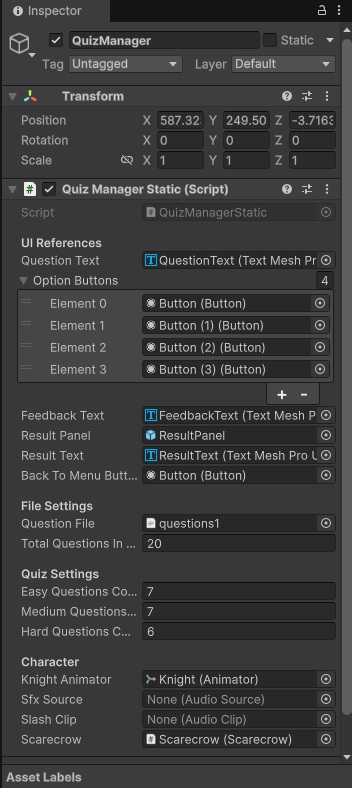 Inspector
QuizManager Static
Tag Untagged Layer Default
Transform
Position X 587.32 Y 249.50 Z -3.7163
Rotation X 0 Y 0 Z 0
Scale X 1 Y 1 Z 1
# Quiz Manager Static (Script)
Script # QuizManagerStatic
UI References
Question Text QuestionText (Text Mesh Pr
Option Buttons 4
Element 0 Button (Button)
Element 1 Button (1) (Button)
Element 2 Button (2) (Button)
Element 3 Button (3) (Button)
+ -
Feedback Text FeedbackText (Text Mesh P
Result Panel ResultPanel
Result Text ResultText (Text Mesh Pro U
Back To Menu Butt... Button (Button)
File Settings
Question File questions1
Total Questions In ... 20
Quiz Settings
Easy Questions Co... 7
Medium Questions... 7
Hard Questions C... 6
Character
Knight Animator Knight (Animator)
Sfx Source None (Audio Source)
Slash Clip None (Audio Clip)
Scarecrow # Scarecrow (Scarecrow)
Asset Labels